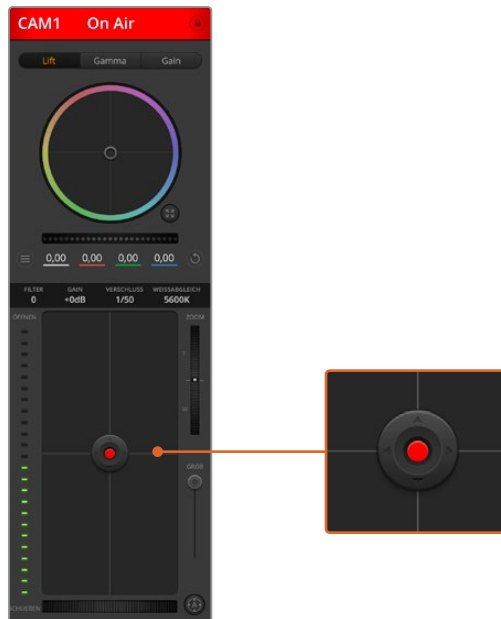 CAM1 On Air
Lift Gamma Gain
0,00 0,00 0,00 0,00
FILTER GAIN VERSCHLUSS WEISSABGLEICH
0 +0dB 1/50 5600K
ÖFFNEN ZOOM
T
W
GROB
SCHLIEßEN
A